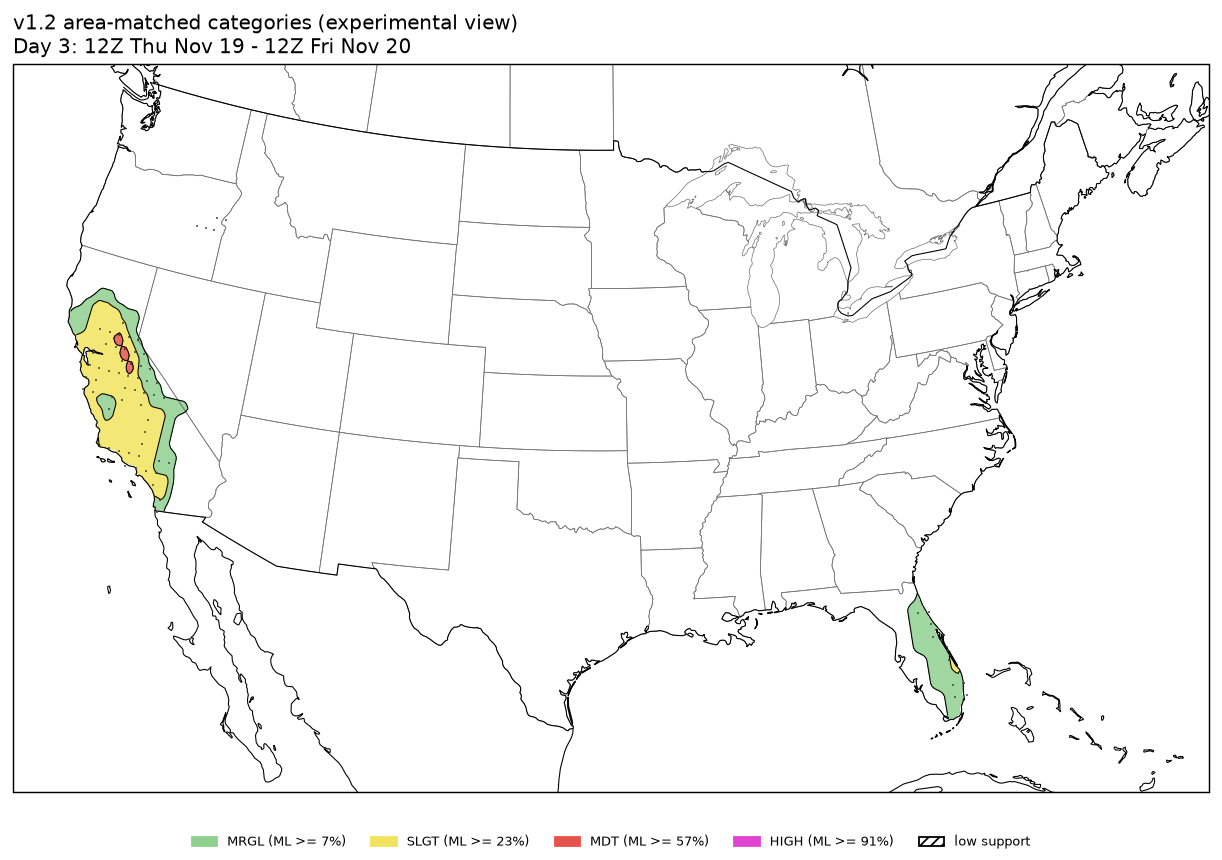 v1.2 area-matched categories (experimental view)
Day 3: 12Z Thu Nov 19 - 12Z Fri Nov 20
MRGL (ML >= 7%)
SLGT (ML >= 23%)
MDT (ML >= 57%)
HIGH (ML >= 91%)
low support